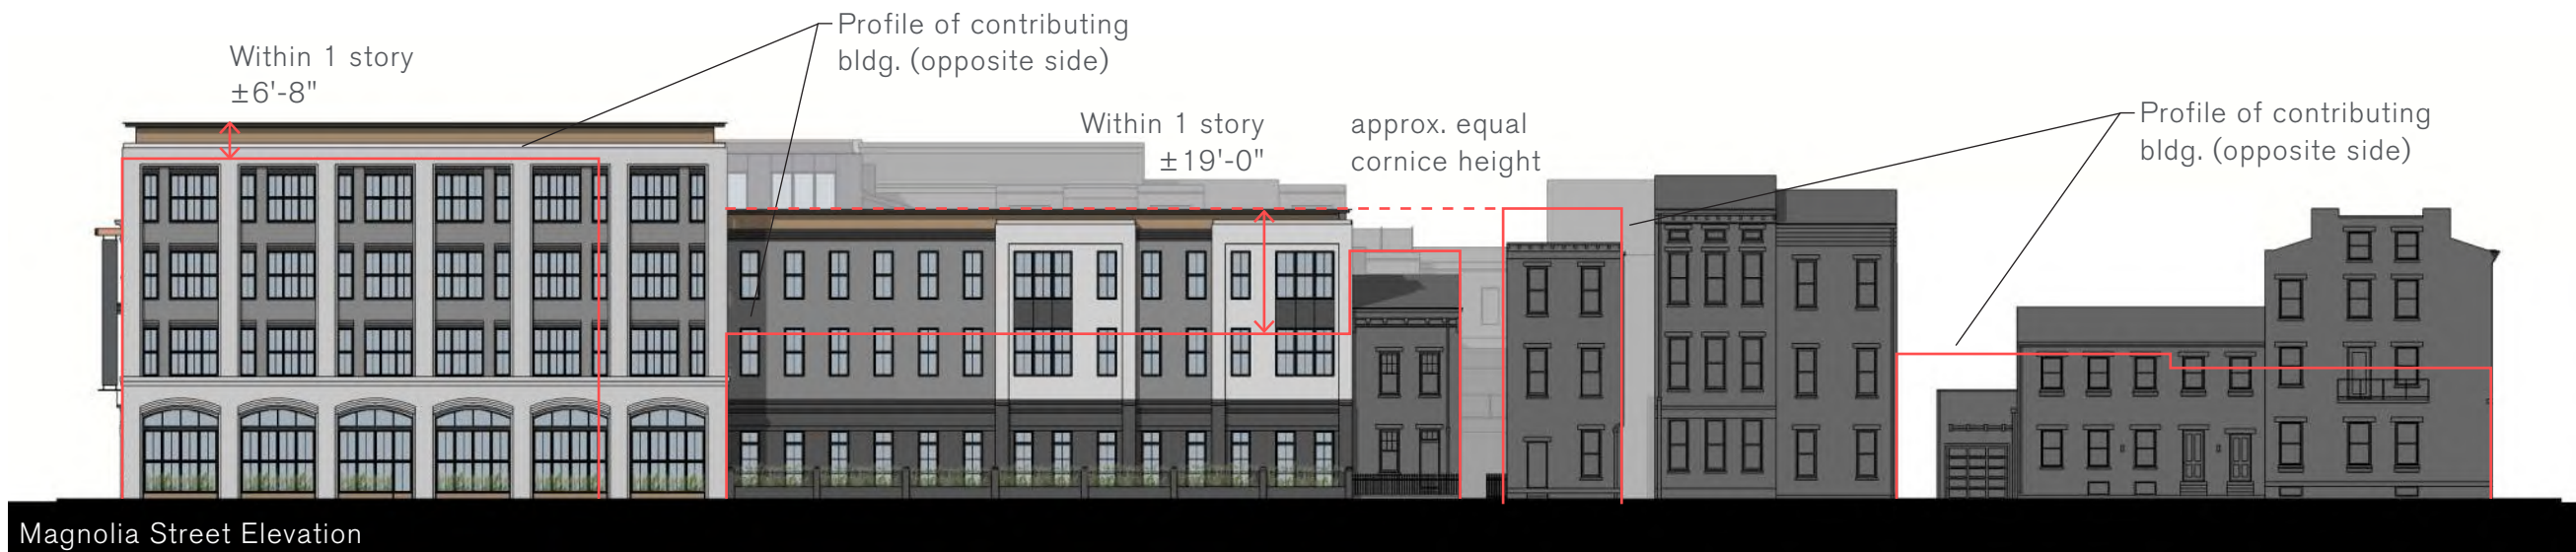 Within 1 story
±6'-8"
Profile of contributing
bldg. (opposite side)
Within 1 story
±19'-0"
approx. equal
cornice height
Profile of contributing
bldg. (opposite side)
Magnolia Street Elevation